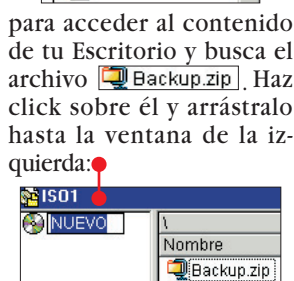 para acceder al contenido
de tu Escritorio y busca el
archivo Backup.zip. Haz
click sobre él y arrástralo
hasta la ventana de la iz-
quierda:
ISO1
NUEVO
\
Nombre
Backup.zip